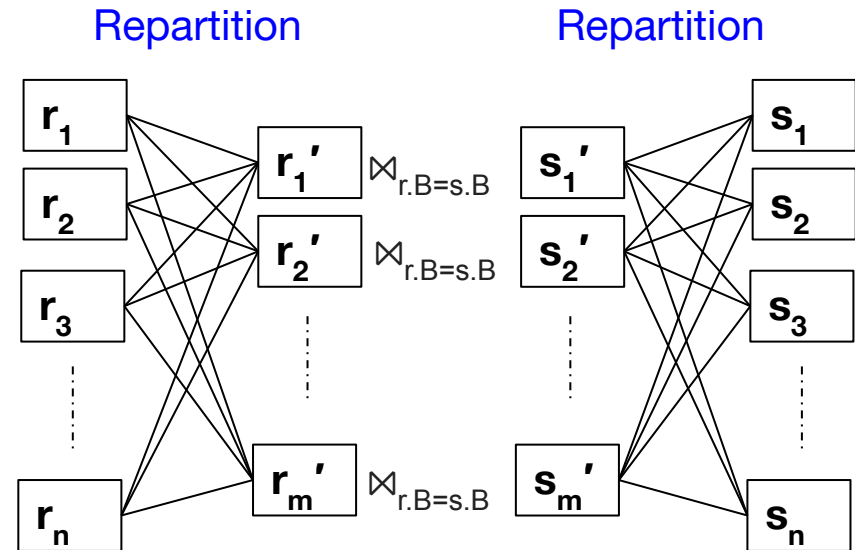 Repartition Repartition
r₁ s₁
r₁′ ⋈r.B=s.B s₁′
r₂ s₂
r₂′ ⋈r.B=s.B s₂′
r₃ s₃
rₘ′ ⋈r.B=s.B sₘ′
rₙ sₙ